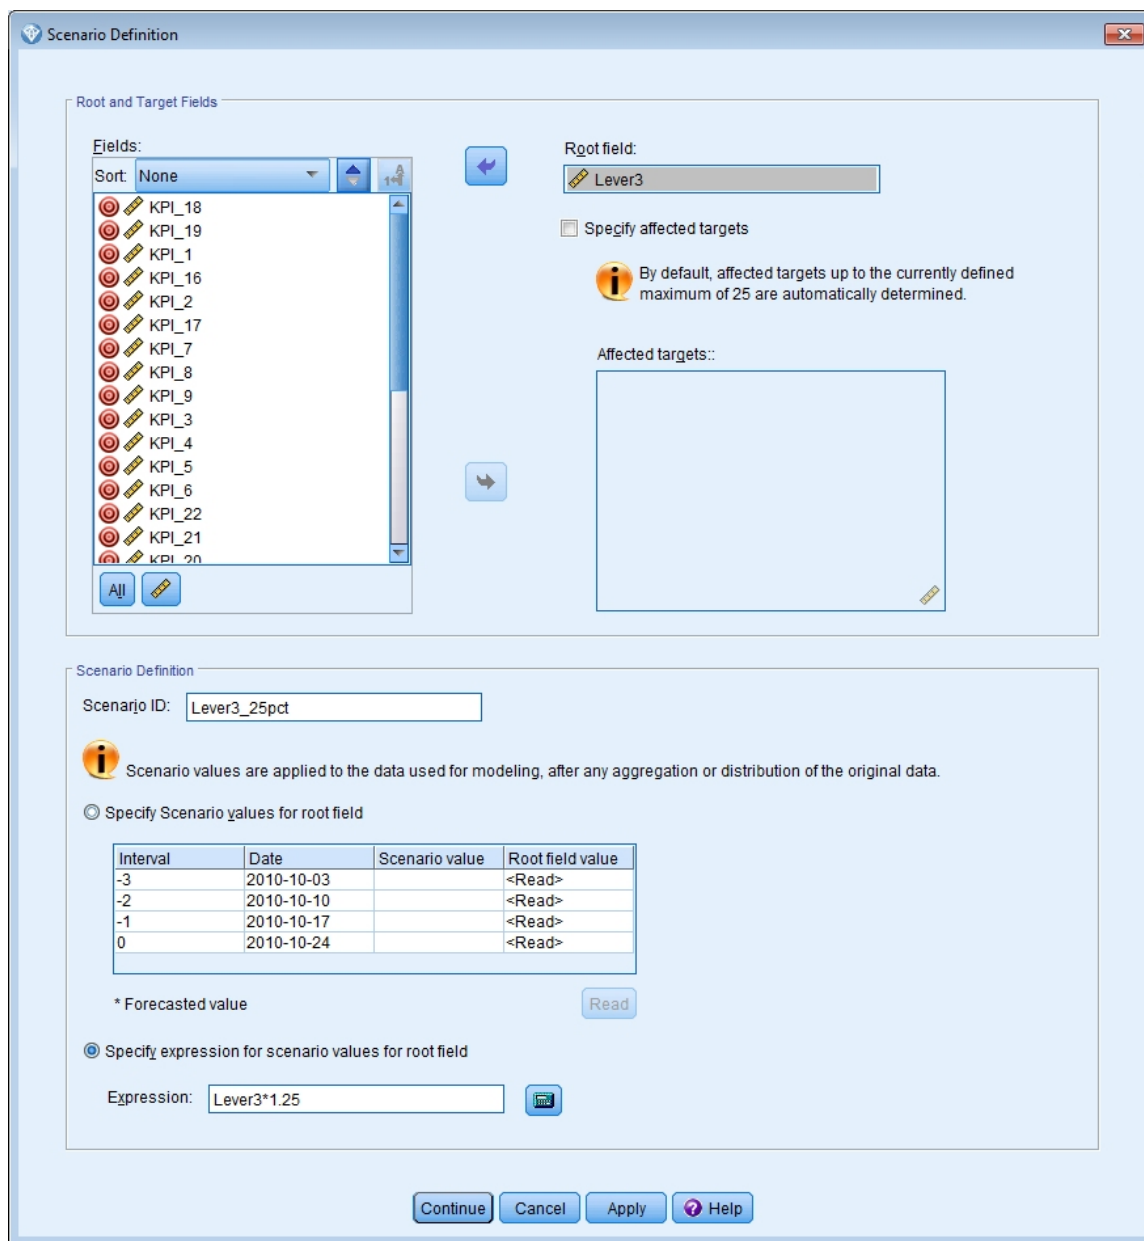 Scenario Definition
Root and Target Fields
Fields:
Sort: None
KPI_18
KPI_19
KPI_1
KPI_16
KPI_2
KPI_17
KPI_7
KPI_8
KPI_9
KPI_3
KPI_4
KPI_5
KPI_6
KPI_22
KPI_21
KPI_20
All
Root field:
Lever3
Specify affected targets
By default, affected targets up to the currently defined
maximum of 25 are automatically determined.
Affected targets::
Scenario Definition
Scenario ID: Lever3_25pct
Scenario values are applied to the data used for modeling, after any aggregation or distribution of the original data.
Specify Scenario values for root field
Interval Date Scenario value Root field value
-3 2010-10-03 <Read>
-2 2010-10-10 <Read>
-1 2010-10-17 <Read>
0 2010-10-24 <Read>
* Forecasted value Read
Specify expression for scenario values for root field
Expression: Lever3*1.25
Continue Cancel Apply Help